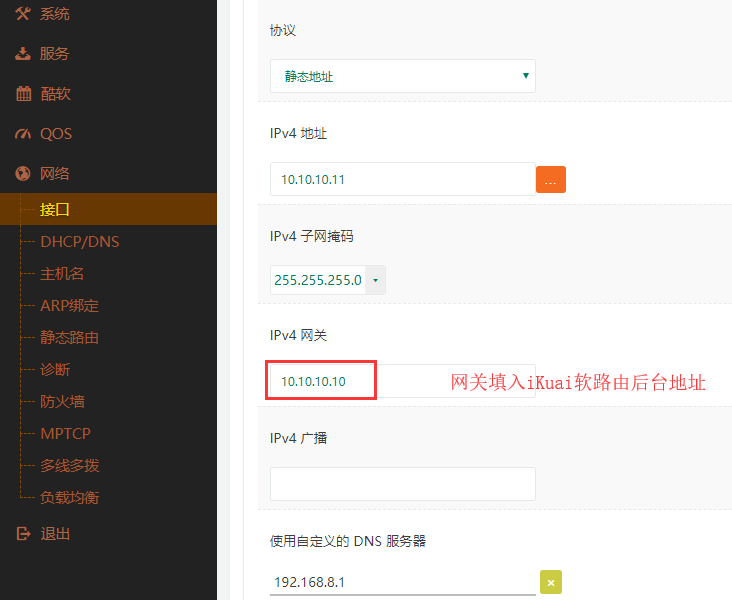 系统
服务
酷软
QOS
网络
接口
DHCP/DNS
主机名
ARP绑定
静态路由
诊断
防火墙
MPTCP
多线多拨
负载均衡
退出
协议
静态地址
IPv4 地址
10.10.10.11
...
IPv4 子网掩码
255.255.255.0
IPv4 网关
10.10.10.10
网关填入iKuai软路由后台地址
IPv4 广播
使用自定义的 DNS 服务器
192.168.8.1
×